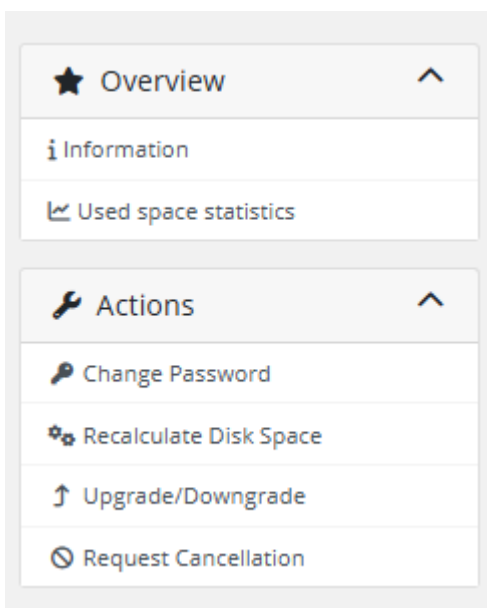 Overview
Information
Used space statistics
Actions
Change Password
Recalculate Disk Space
Upgrade/Downgrade
Request Cancellation